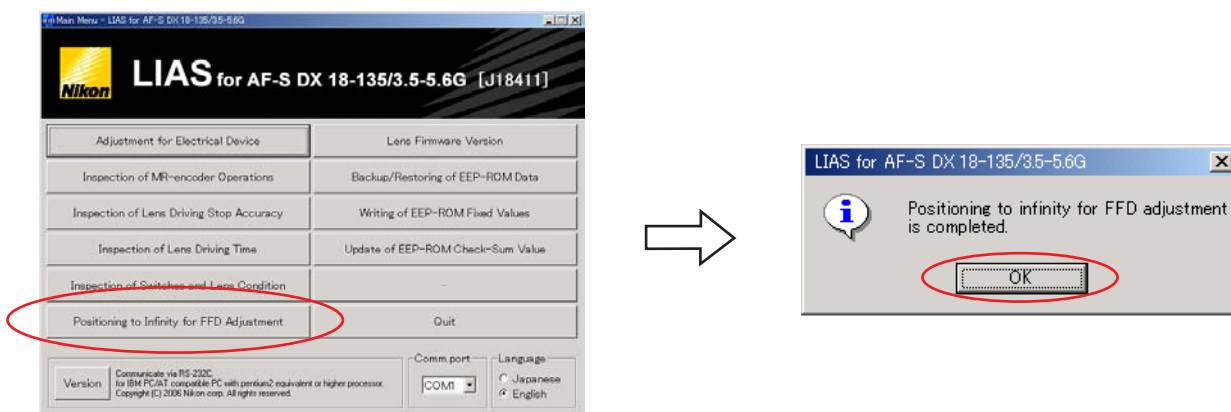 Main Menu - LIAS for AF-S DX 18-135/3.5-5.6G
Nikon
LIAS for AF-S DX 18-135/3.5-5.6G [J18411]
Adjustment for Electrical Device
Lens Firmware Version
Inspection of MR-encoder Operations
Backup/Restoring of EEP-ROM Data
Inspection of Lens Driving Stop Accuracy
Writing of EEP-ROM Fixed Values
Inspection of Lens Driving Time
Update of EEP-ROM Check-Sum Value
Inspection of Switches and Lens Condition
-
Positioning to Infinity for FFD Adjustment
Quit
Version
Communicate via RS-232C.
for IBM PC/AT compatible PC with pentium2 equivalent or higher processor.
Copyright (C) 2006 Nikon corp. All rights reserved.
Comm.port
COM1
Language
Japanese
English
LIAS for AF-S DX 18-135/3.5-5.6G
Positioning to infinity for FFD adjustment
is completed.
OK